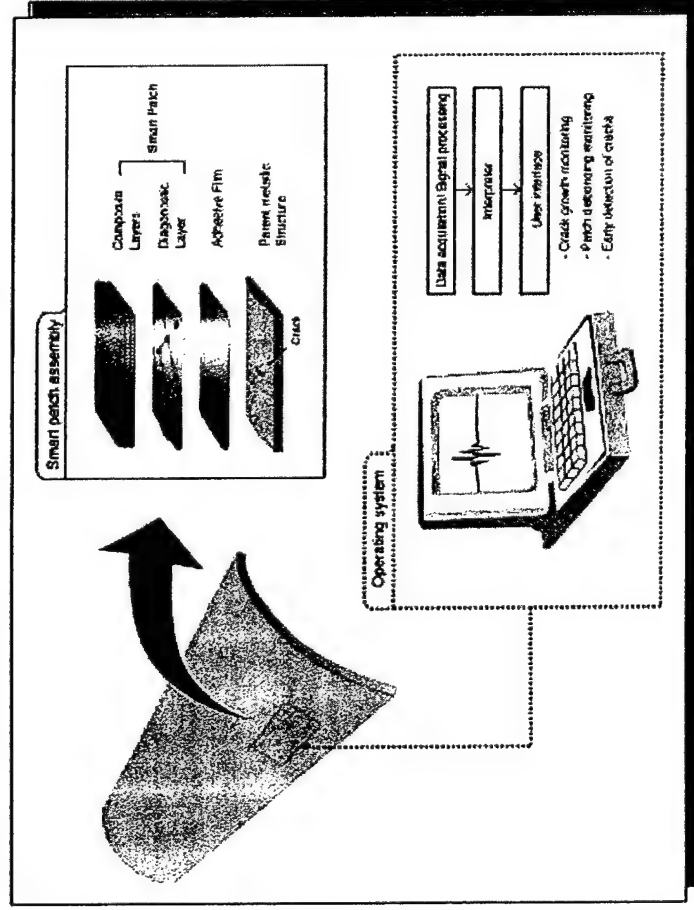 Smart patch assembly
Composite
Layers
Diagonostic
Layer
Smart Patch
Adhesive Film
Parent metallic
Structure
Crack
Operating system
Data acquisition/ Signal processing
Interpreter
User interface
- Crack growth monitoring
- Patch debonding monitoring
- Early detection of cracks